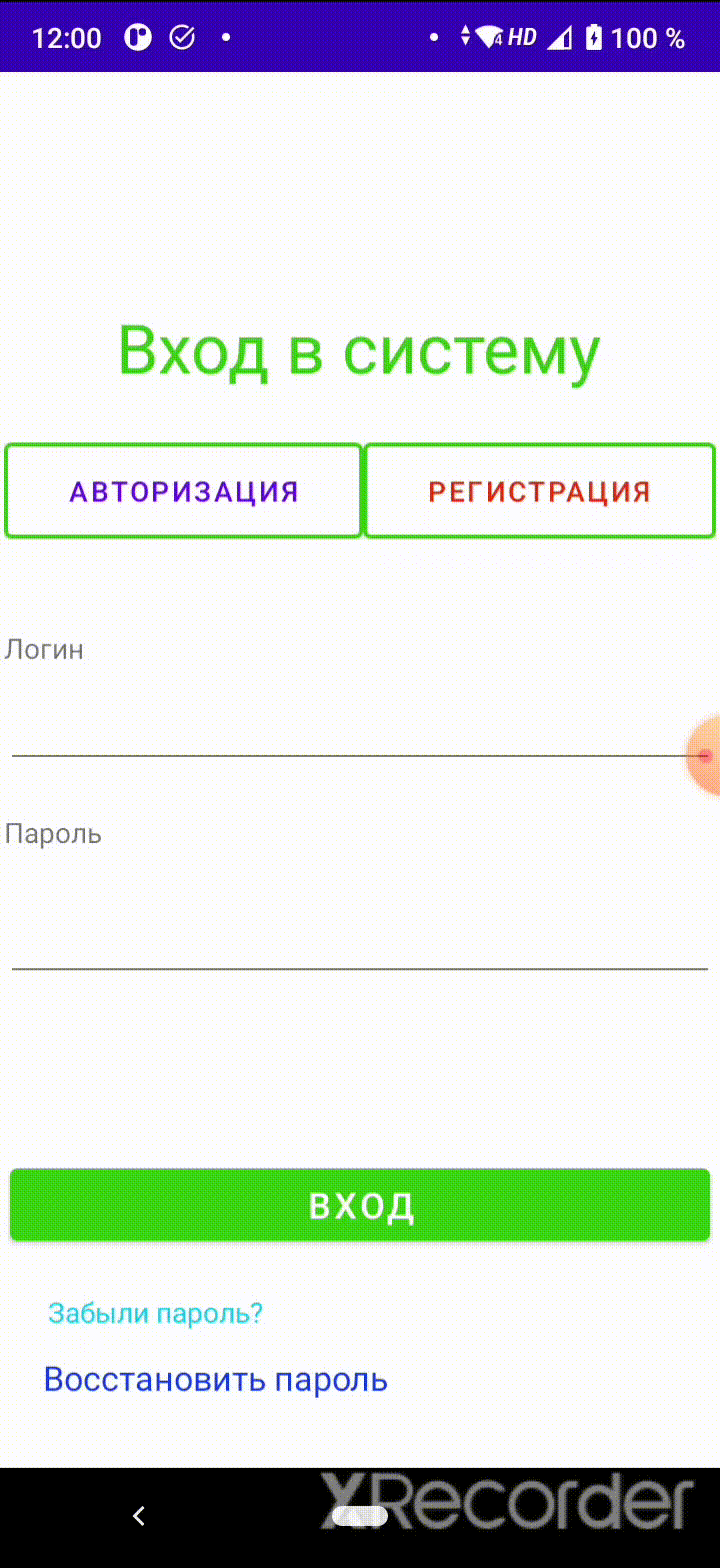 12:00 HD 100 %
Вход в систему
АВТОРИЗАЦИЯ РЕГИСТРАЦИЯ
Логин
Пароль
ВХОД
Забыли пароль?
Восстановить пароль
XRecorder